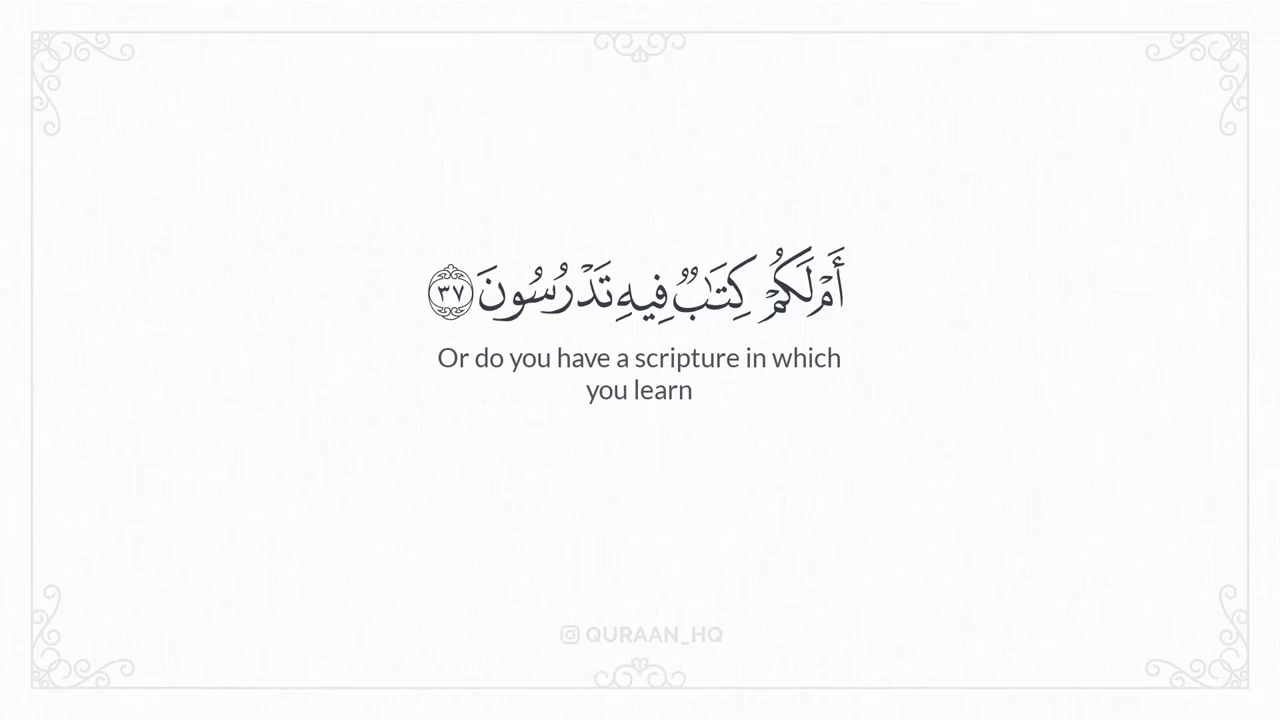 أَمْ لَكُمْ كِتَـٰبٌ فِيهِ تَدْرُسُونَ ٣٧
Or do you have a scripture in which
you learn
QURAAN_HQ